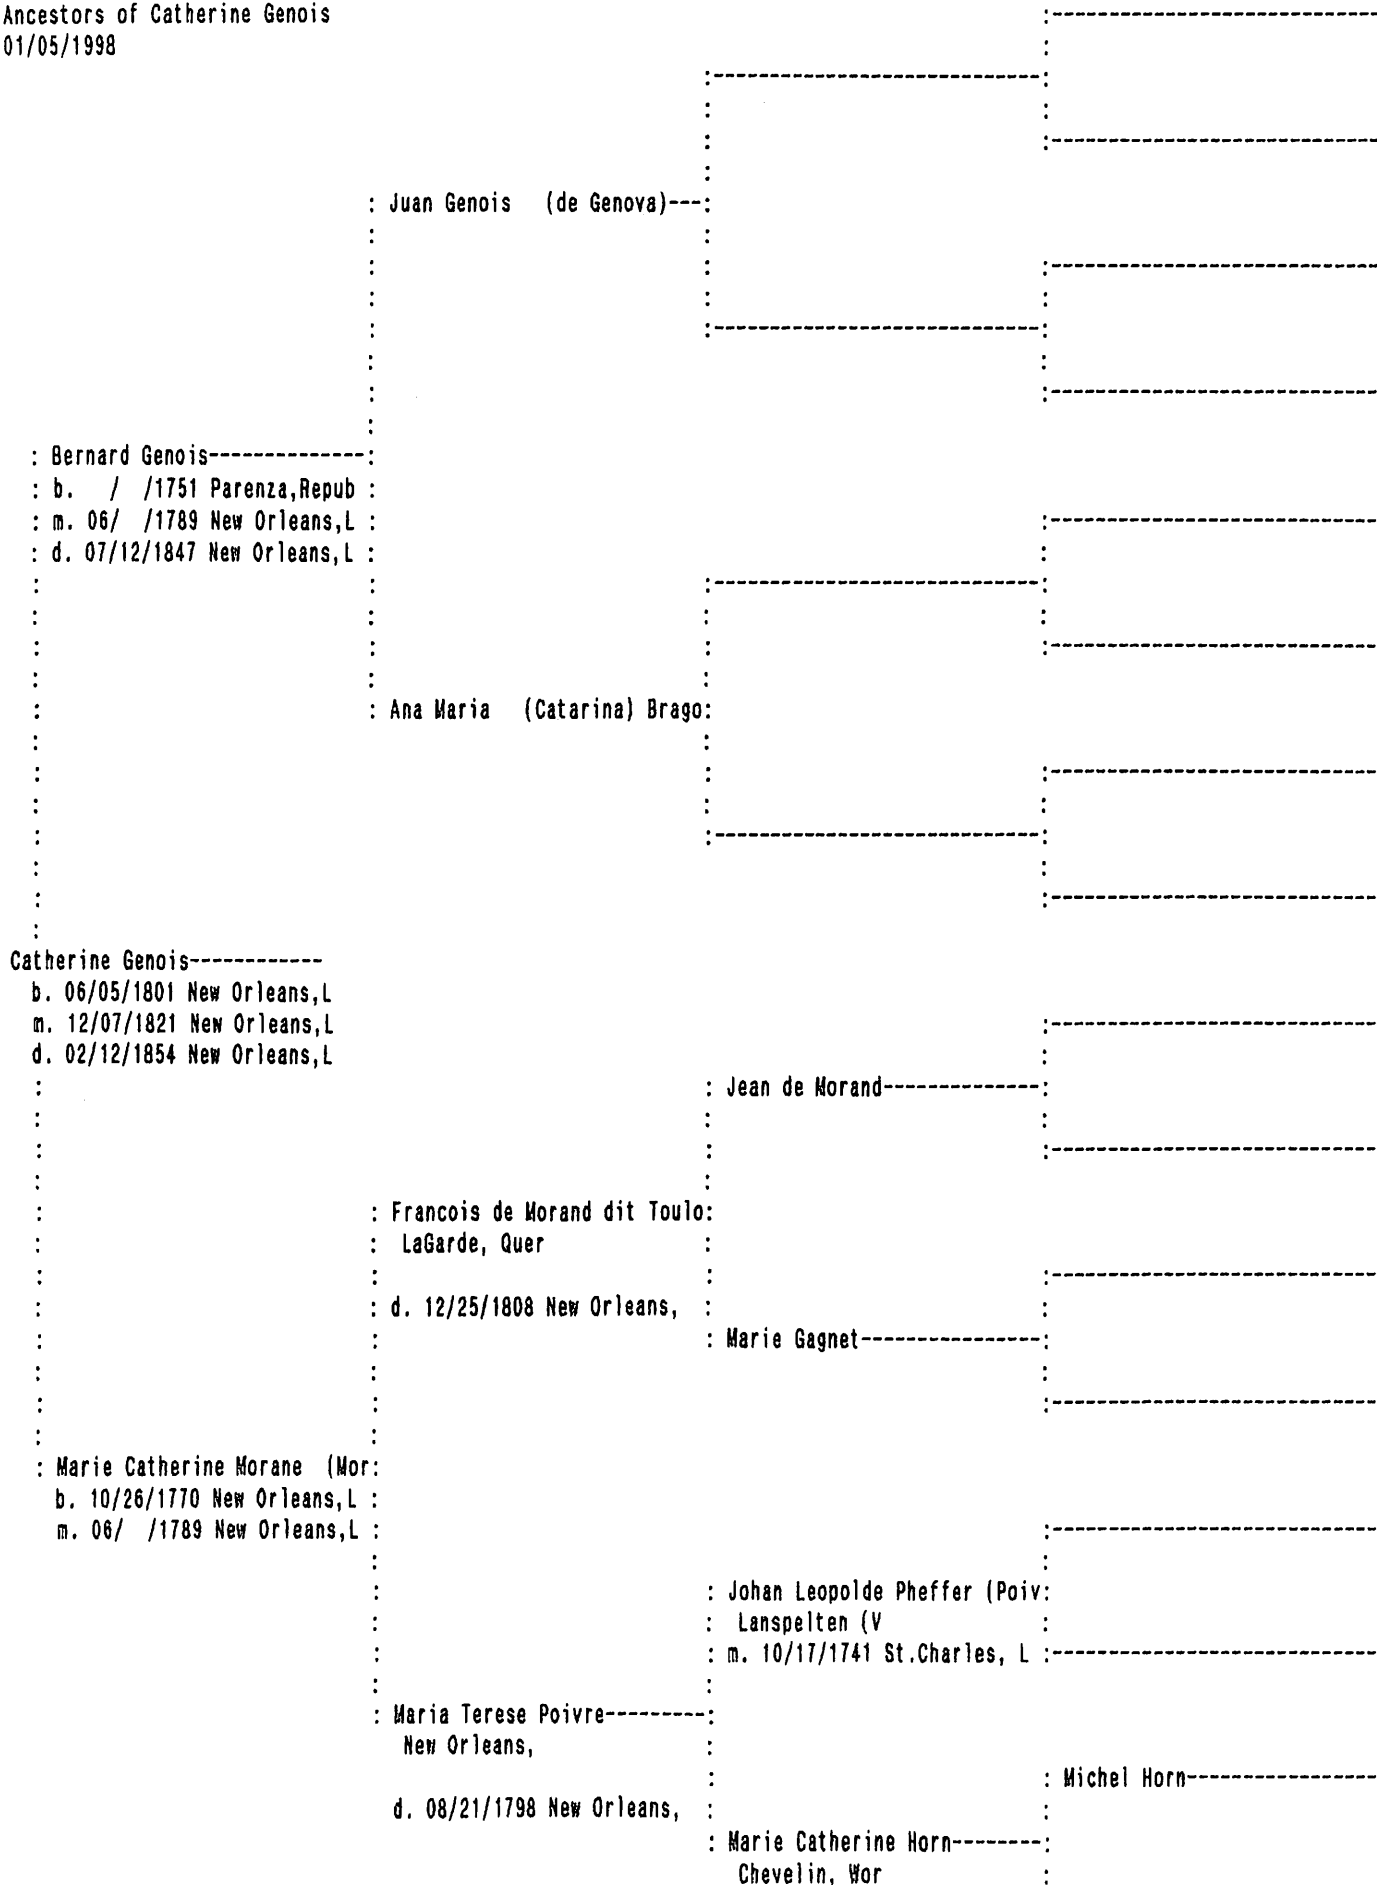 Ancestors of Catherine Genois
01/05/1998
Juan Genois (de Genova)
Bernard Genois
b. / /1751 Parenza,Repub
m. 06/ /1789 New Orleans,L
d. 07/12/1847 New Orleans,L
Ana Maria (Catarina) Brago
Catherine Genois
b. 06/05/1801 New Orleans,L
m. 12/07/1821 New Orleans,L
d. 02/12/1854 New Orleans,L
Jean de Morand
Francois de Morand dit Toulo
LaGarde, Quer
d. 12/25/1808 New Orleans,
Marie Gagnet
Marie Catherine Morane (Mor
b. 10/26/1770 New Orleans,L
m. 06/ /1789 New Orleans,L
Johan Leopolde Pheffer (Poiv
Lanspelten (V
m. 10/17/1741 St.Charles, L
Maria Terese Poivre
New Orleans,
Michel Horn
d. 08/21/1798 New Orleans,
Marie Catherine Horn
Chevelin, Wor